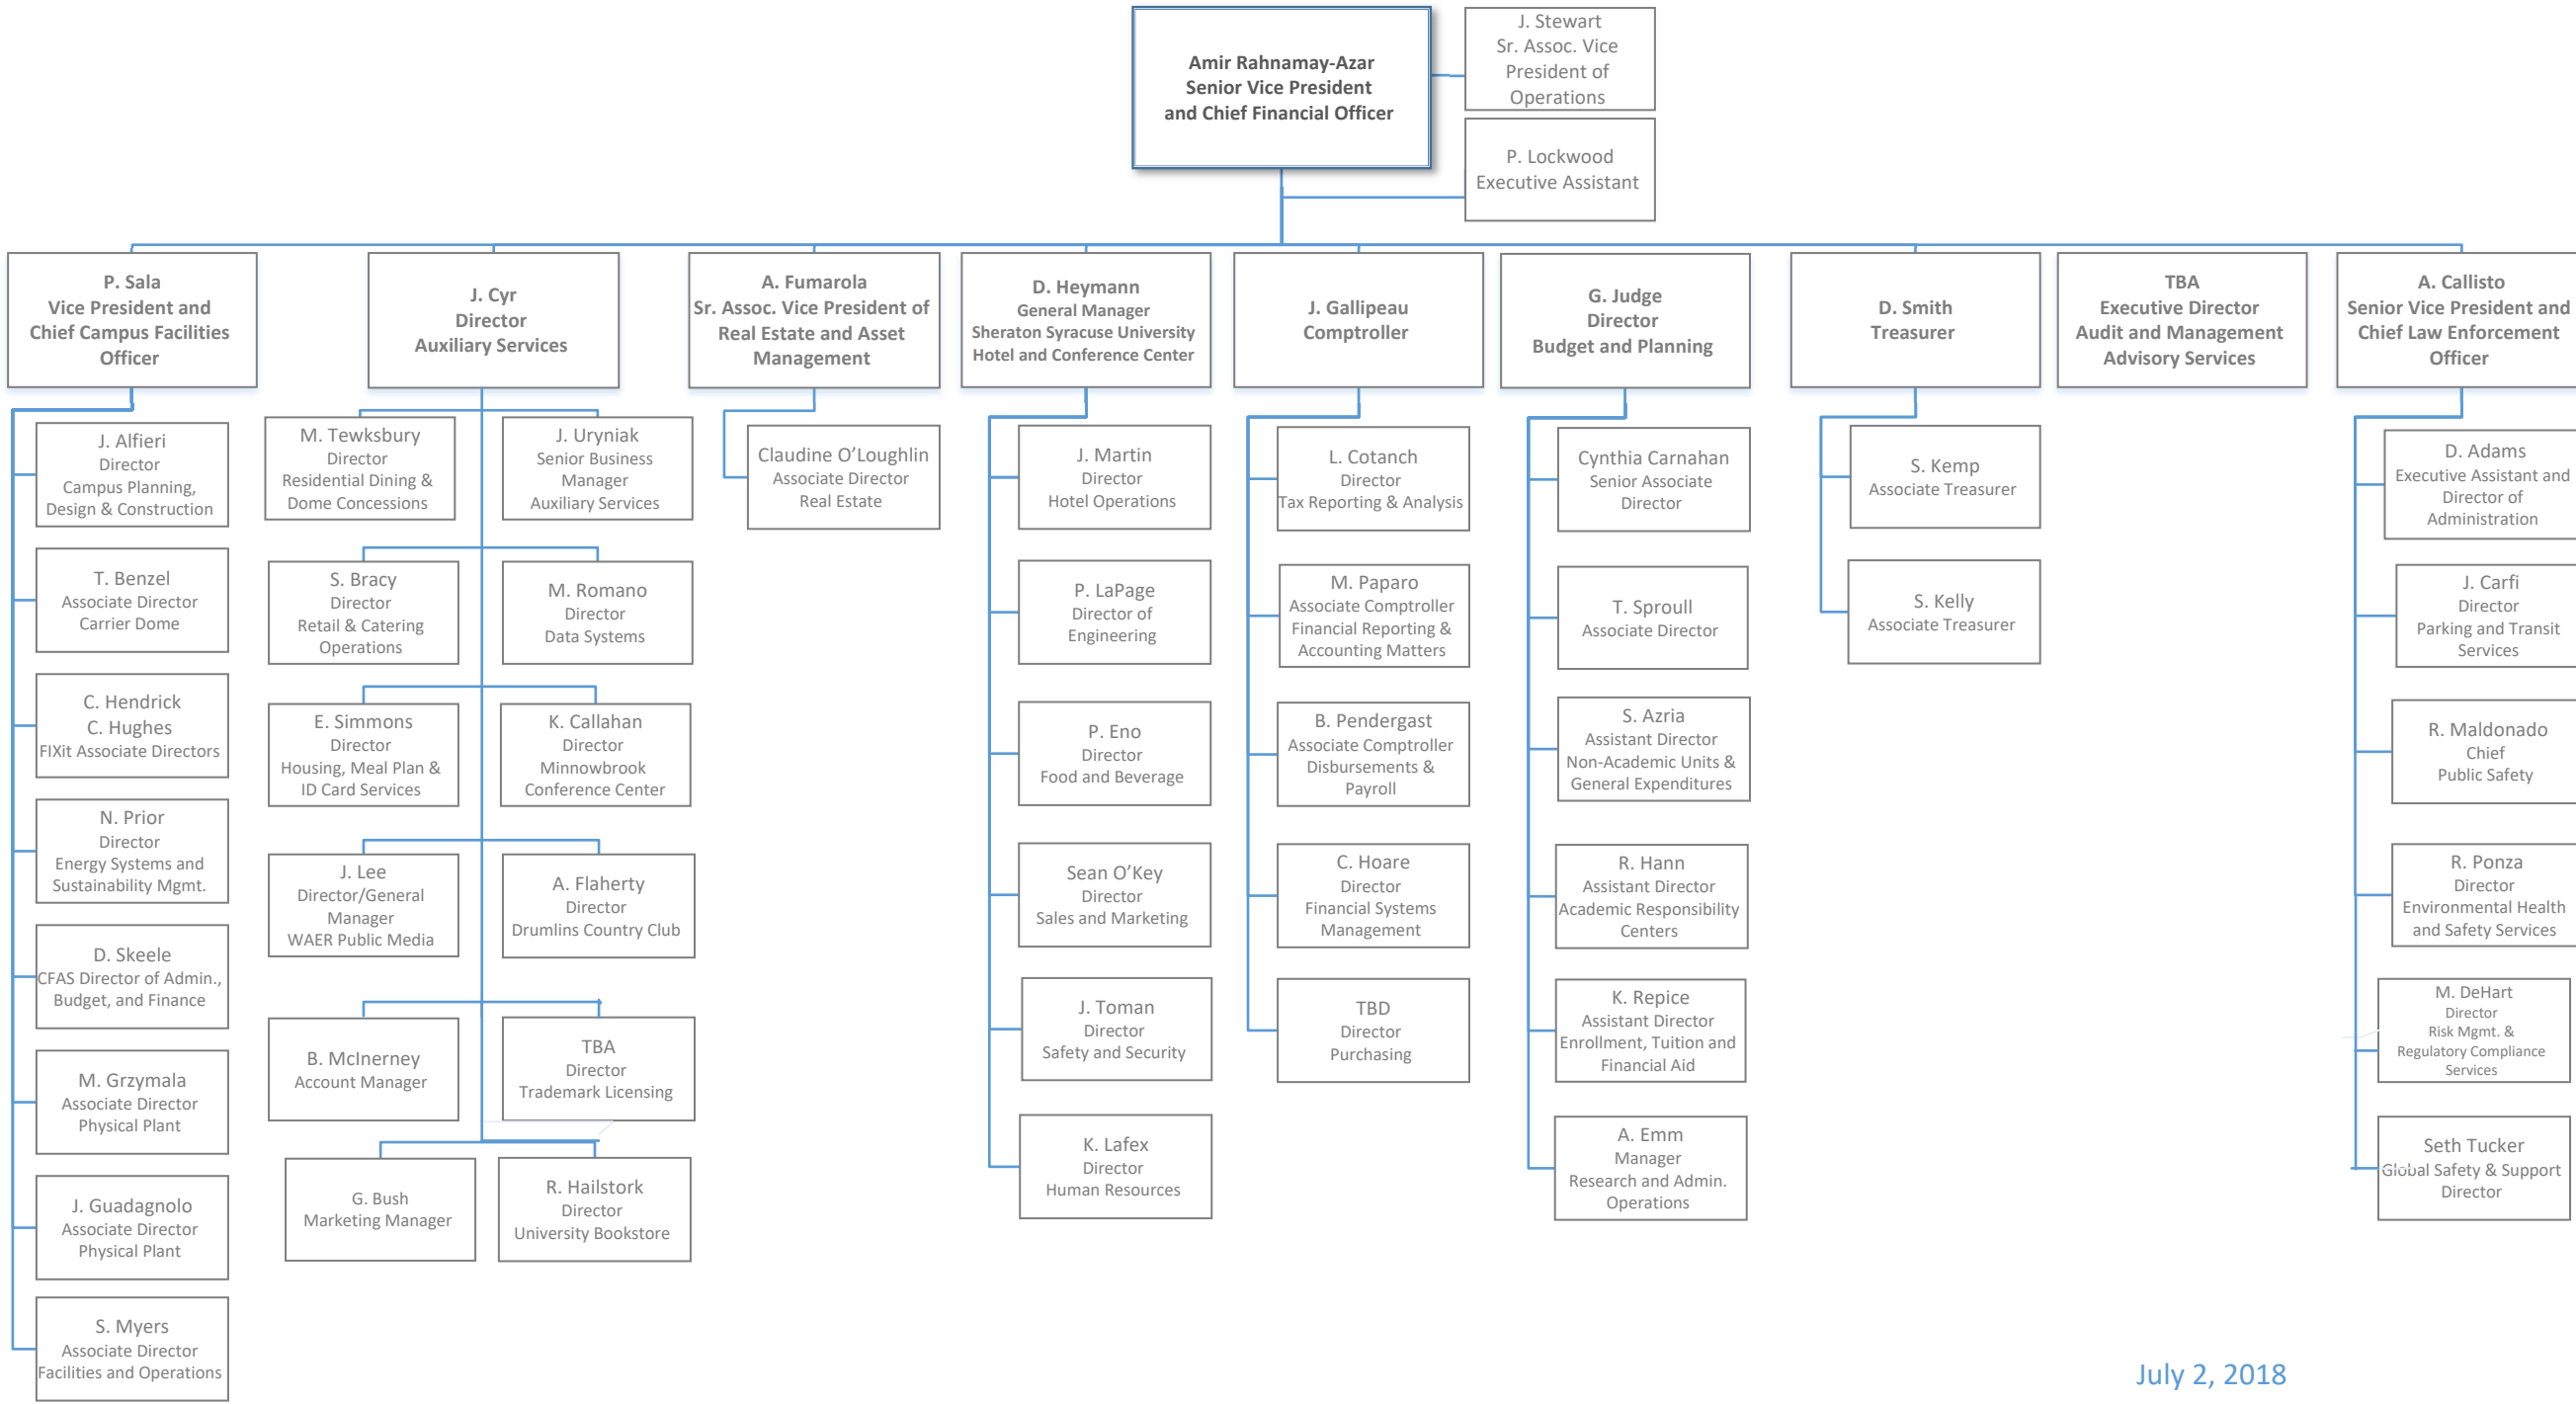 Amir Rahnamay-Azar
Senior Vice President
and Chief Financial Officer
J. Stewart
Sr. Assoc. Vice
President of
Operations
P. Lockwood
Executive Assistant
P. Sala
Vice President and
Chief Campus Facilities
Officer
J. Alfieri
Director
Campus Planning,
Design & Construction
T. Benzel
Associate Director
Carrier Dome
C. Hendrick
C. Hughes
FIXit Associate Directors
N. Prior
Director
Energy Systems and
Sustainability Mgmt.
D. Skeele
CFAS Director of Admin.,
Budget, and Finance
M. Grzymala
Associate Director
Physical Plant
J. Guadagnolo
Associate Director
Physical Plant
S. Myers
Associate Director
Facilities and Operations
J. Cyr
Director
Auxiliary Services
M. Tewksbury
Director
Residential Dining &
Dome Concessions
J. Uryniak
Senior Business
Manager
Auxiliary Services
S. Bracy
Director
Retail & Catering
Operations
M. Romano
Director
Data Systems
E. Simmons
Director
Housing, Meal Plan &
ID Card Services
K. Callahan
Director
Minnowbrook
Conference Center
J. Lee
Director/General
Manager
WAER Public Media
A. Flaherty
Director
Drumlins Country Club
B. McInerney
Account Manager
TBA
Director
Trademark Licensing
G. Bush
Marketing Manager
R. Hailstork
Director
University Bookstore
A. Fumarola
Sr. Assoc. Vice President of
Real Estate and Asset
Management
Claudine O’Loughlin
Associate Director
Real Estate
D. Heymann
General Manager
Sheraton Syracuse University
Hotel and Conference Center
J. Martin
Director
Hotel Operations
P. LaPage
Director of
Engineering
P. Eno
Director
Food and Beverage
Sean O’Key
Director
Sales and Marketing
J. Toman
Director
Safety and Security
K. Lafex
Director
Human Resources
J. Gallipeau
Comptroller
L. Cotanch
Director
Tax Reporting & Analysis
M. Paparo
Associate Comptroller
Financial Reporting &
Accounting Matters
B. Pendergast
Associate Comptroller
Disbursements &
Payroll
C. Hoare
Director
Financial Systems
Management
TBD
Director
Purchasing
G. Judge
Director
Budget and Planning
Cynthia Carnahan
Senior Associate
Director
T. Sproull
Associate Director
S. Azria
Assistant Director
Non-Academic Units &
General Expenditures
R. Hann
Assistant Director
Academic Responsibility
Centers
K. Repice
Assistant Director
Enrollment, Tuition and
Financial Aid
A. Emm
Manager
Research and Admin.
Operations
D. Smith
Treasurer
S. Kemp
Associate Treasurer
S. Kelly
Associate Treasurer
TBA
Executive Director
Audit and Management
Advisory Services
A. Callisto
Senior Vice President and
Chief Law Enforcement
Officer
D. Adams
Executive Assistant and
Director of
Administration
J. Carfi
Director
Parking and Transit
Services
R. Maldonado
Chief
Public Safety
R. Ponza
Director
Environmental Health
and Safety Services
M. DeHart
Director
Risk Mgmt. &
Regulatory Compliance
Services
Seth Tucker
Global Safety & Support
Director
July 2, 2018